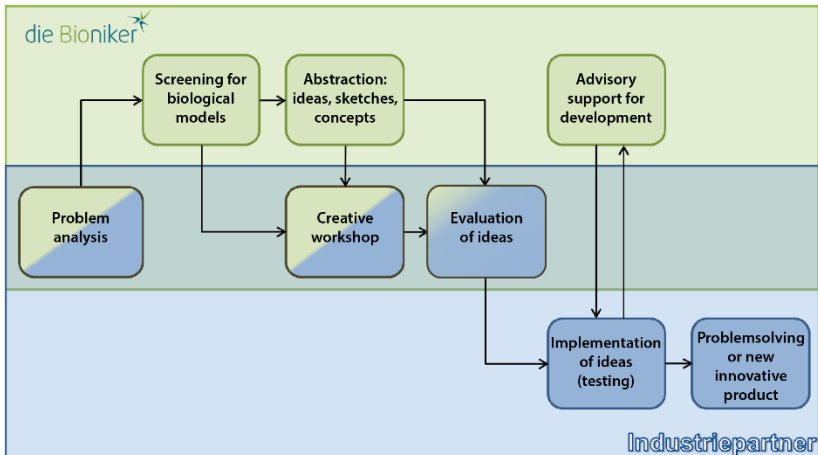 die Bioniker
Screening for
biological
models
Abstraction:
ideas, sketches,
concepts
Advisory
support for
development
Problem
analysis
Creative
workshop
Evaluation
of ideas
Implementation
of ideas
(testing)
Problemsolving
or new
innovative
product
Industriepartner